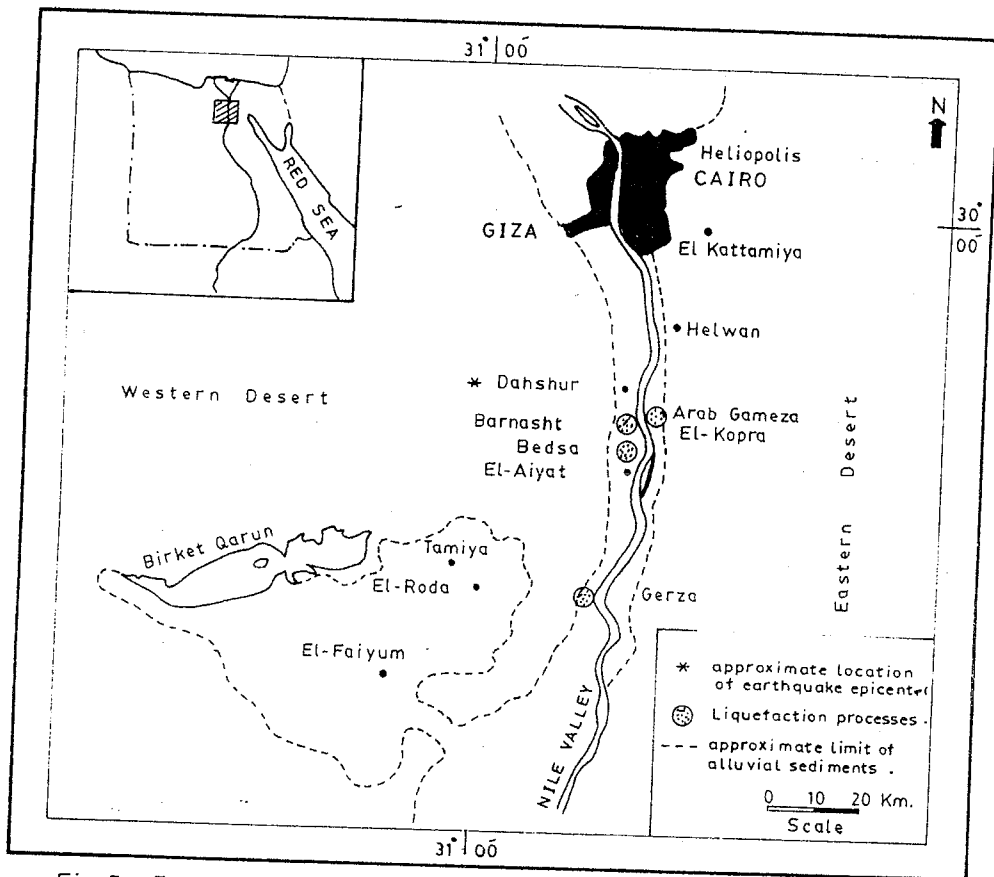 31° 00′
N
RED SEA
Heliopolis
CAIRO
GIZA
30°
00′
El Kattamiya
Helwan
Western Desert
* Dahshur
Barnasht
Bedsa
El-Aiyat
Arab Gameza
El-Kopra
Eastern Desert
Birket Qarun
Tamiya
El-Roda
El-Faiyum
Gerza
NILE VALLEY
* approximate location
of earthquake epicenter
Liquefaction processes.
---- approximate limit of
alluvial sediments.
0 10 20 Km.
Scale
31° 00′